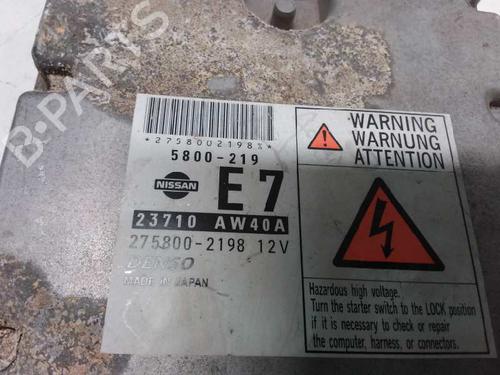 B-PARTS
*2758002198%*
5800-219
NISSAN
E7
23710 AW40A
275800-2198 12V
DENSO
MADE IN JAPAN
WARNING
WARNUNG
ATTENTION
Hazardous high voltage.
Turn the starter switch to the LOCK position
if it is necessary to check or repair
the computer, harness, or connectors.